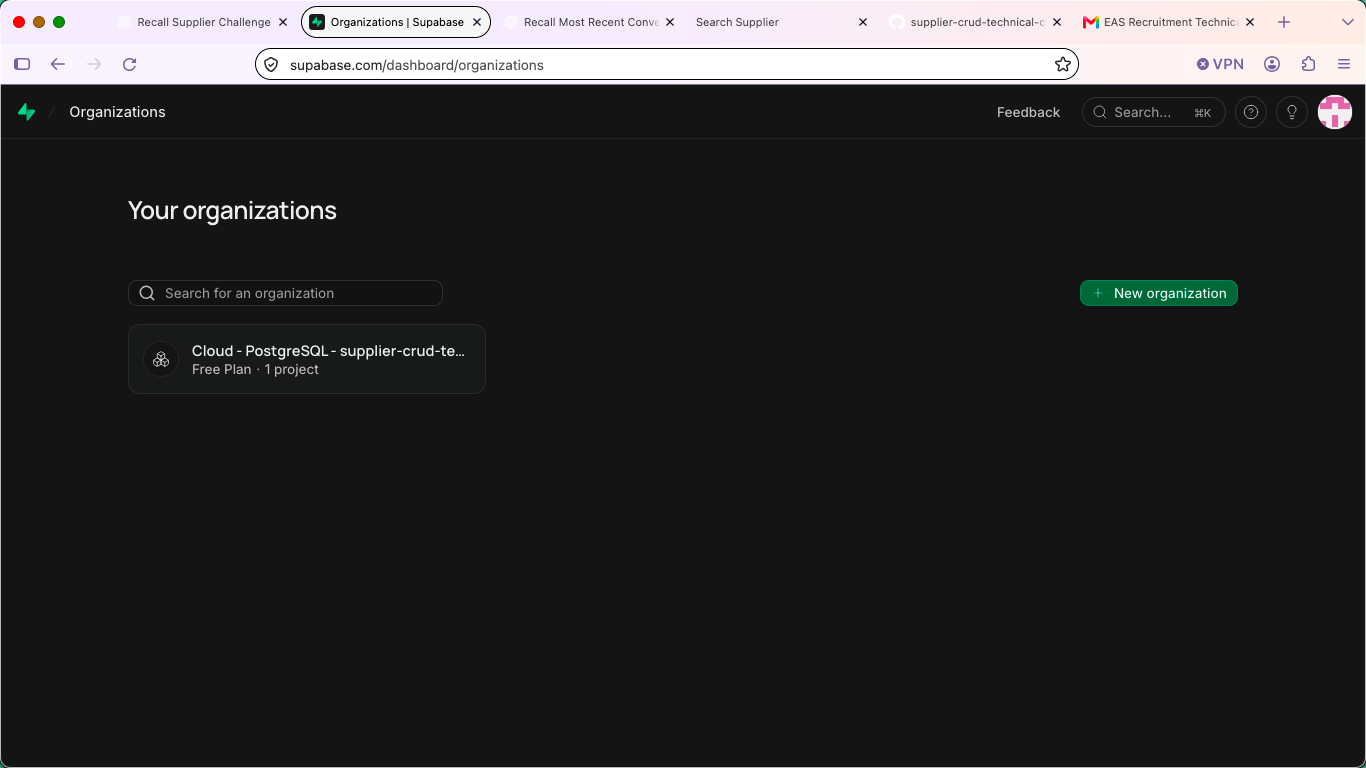 Recall Supplier Challenge
Organizations | Supabase
Recall Most Recent Conve
Search Supplier
supplier-crud-technical-c
EAS Recruitment Technica
supabase.com/dashboard/organizations
VPN
Organizations
Feedback
Search...
⌘K
Your organizations
Search for an organization
New organization
Cloud - PostgreSQL - supplier-crud-te...
Free Plan · 1 project